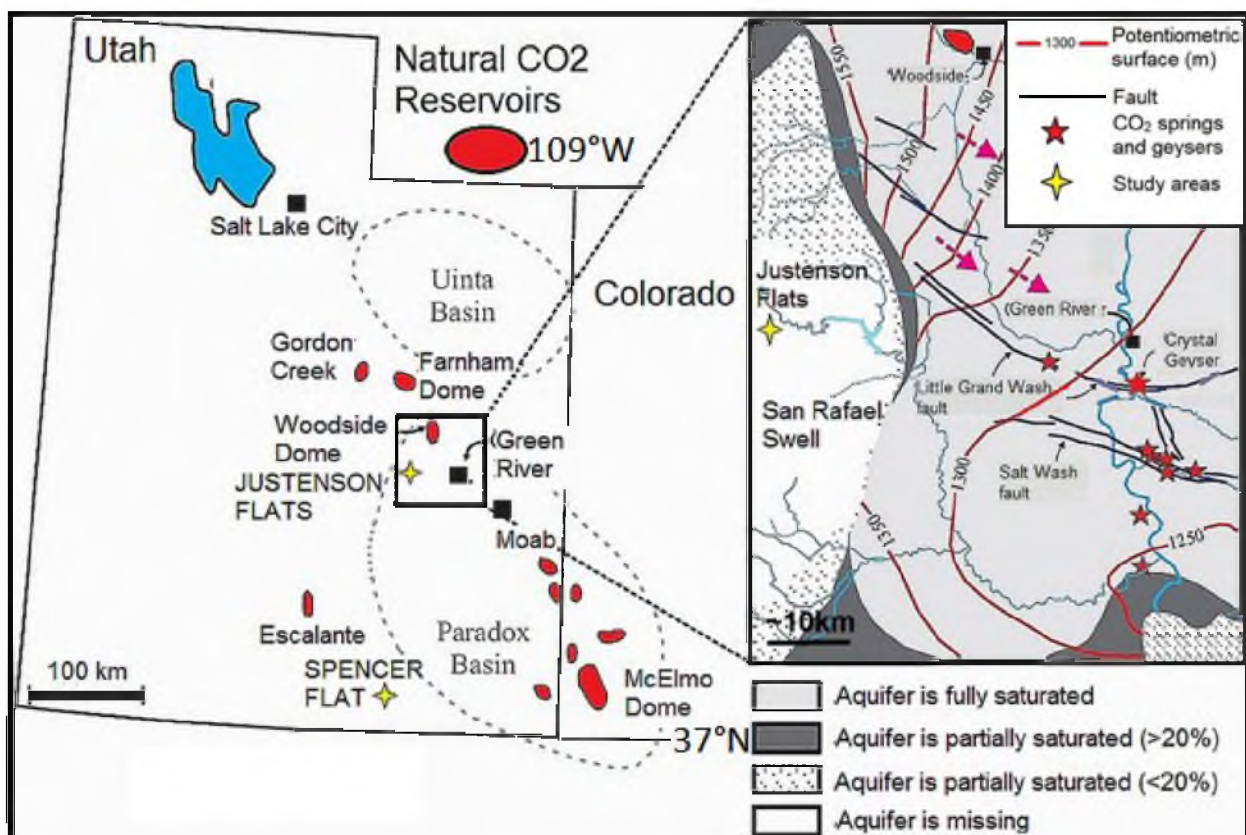 Utah
Natural CO2
Reservoirs
109°W
Salt Lake City
Uinta
Basin
Colorado
Gordon
Creek
Farnham
Dome
Woodside
Dome
(Green
River
JUSTENSON
FLATS
Moab
Escalante
Paradox
Basin
SPENCER
FLAT
McElmo
Dome
100 km
37°N
1300
Potentiometric
surface (m)
Fault
CO₂ springs
and geysers
Study areas
Woodside
1550
1500
1450
1400
1350
Justenson
Flats
(Green River
Crystal
Geyser
Little Grand Wash
fault
San Rafael
Swell
Salt Wash
fault
1300
1350
1250
~10km
Aquifer is fully saturated
Aquifer is partially saturated (>20%)
Aquifer is partially saturated (<20%)
Aquifer is missing